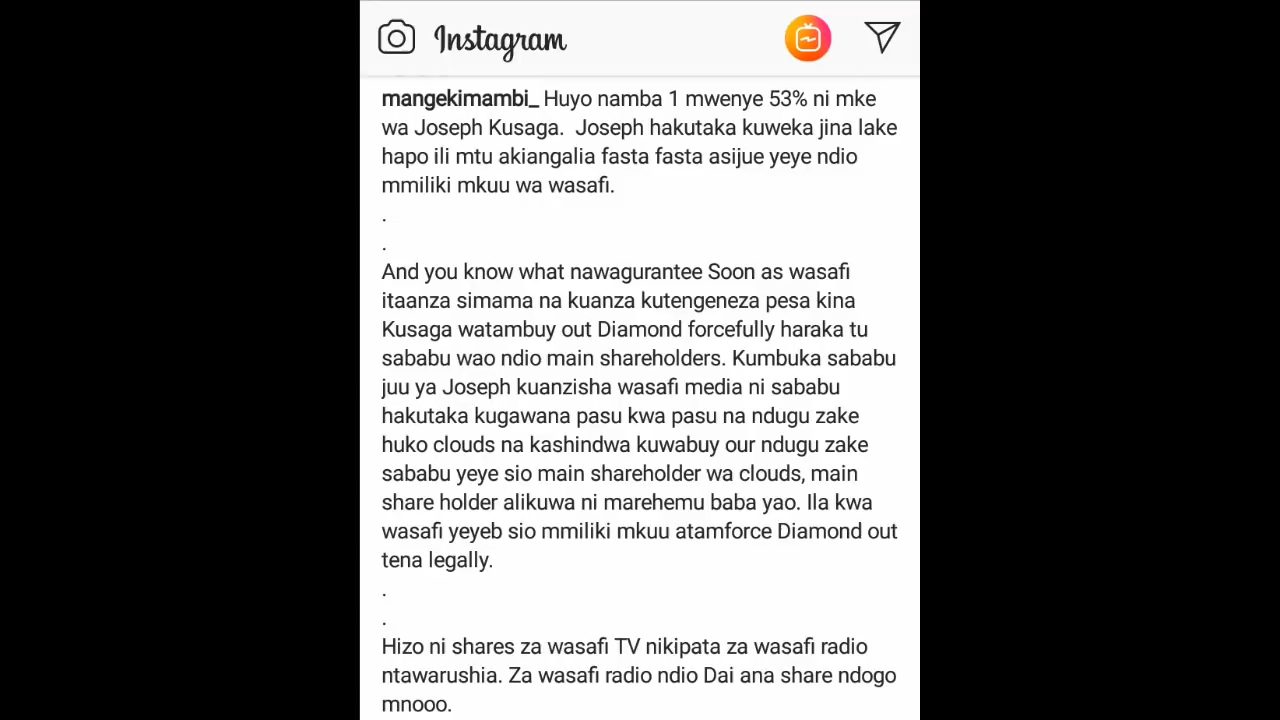 Instagram
mangekimambi_ Huyo namba 1 mwenye 53% ni mke
wa Joseph Kusaga.  Joseph hakutaka kuweka jina lake
hapo ili mtu akiangalia fasta fasta asijue yeye ndio
mmiliki mkuu wa wasafi.
.
.
And you know what nawagurantee Soon as wasafi
itaanza simama na kuanza kutengeneza pesa kina
Kusaga watambuy out Diamond forcefully haraka tu
sababu wao ndio main shareholders. Kumbuka sababu
juu ya Joseph kuanzisha wasafi media ni sababu
hakutaka kugawana pasu kwa pasu na ndugu zake
huko clouds na kashindwa kuwabuy our ndugu zake
sababu yeye sio main shareholder wa clouds, main
share holder alikuwa ni marehemu baba yao. Ila kwa
wasafi yeyeb sio mmiliki mkuu atamforce Diamond out
tena legally.
.
.
Hizo ni shares za wasafi TV nikipata za wasafi radio
ntawarushia. Za wasafi radio ndio Dai ana share ndogo
mnooo.